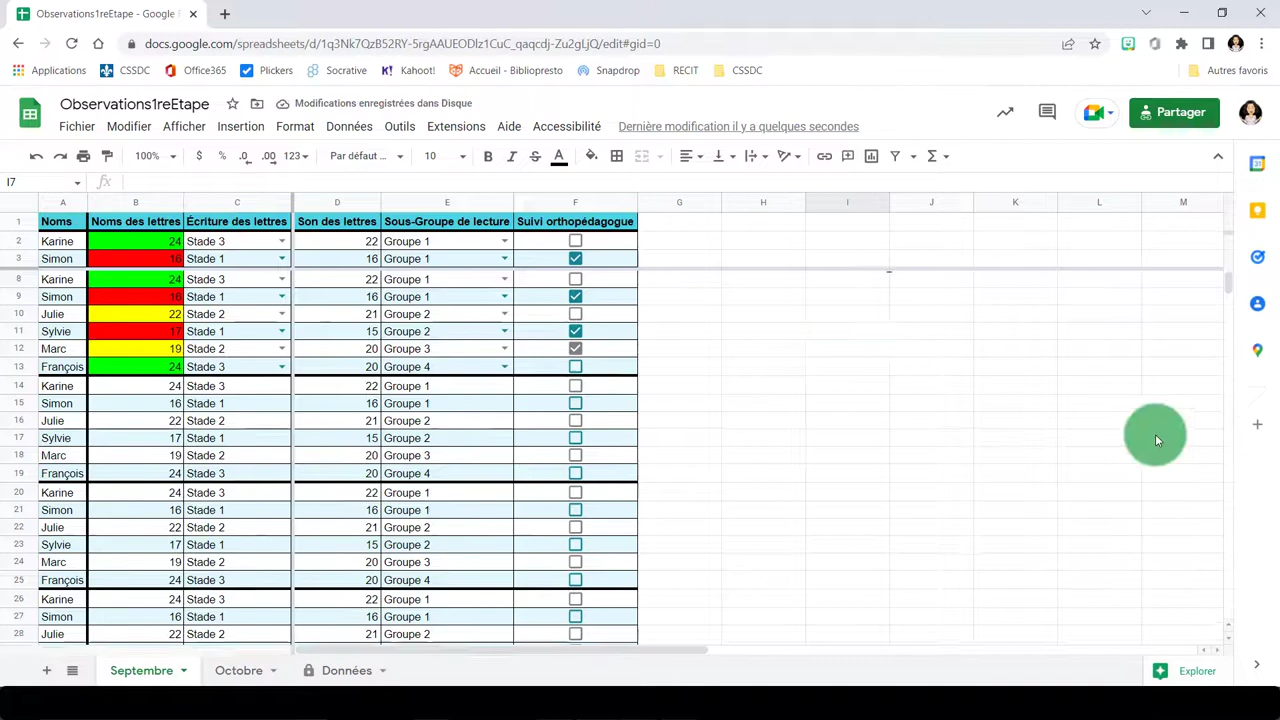 Observations1reEtape - Google F
docs.google.com/spreadsheets/d/1q3Nk7QzB52RY-5rgAAUEODlz1CuC_qaqcdj-Zu2gLjQ/edit#gid=0
Applications CSSDC Office365 Plickers Socrative Kahoot! Accueil - Bibliopresto Snapdrop RECIT CSSDC Autres favoris
Observations1reEtape Modifications enregistrées dans Disque
Partager
Fichier Modifier Afficher Insertion Format Données Outils Extensions Aide Accessibilité Dernière modification il y a quelques secondes
100% $ % .0 .00 123 Par défaut ... 10 B I S A
I7 fx
A B C D E F G H I J K L M
1 Noms Noms des lettres Écriture des lettres Son des lettres Sous-Groupe de lecture Suivi orthopédagogue
2 Karine 24 Stade 3 22 Groupe 1
3 Simon 16 Stade 1 16 Groupe 1
8 Karine 24 Stade 3 22 Groupe 1
9 Simon 16 Stade 1 16 Groupe 1
10 Julie 22 Stade 2 21 Groupe 2
11 Sylvie 17 Stade 1 15 Groupe 2
12 Marc 19 Stade 2 20 Groupe 3
13 François 24 Stade 3 20 Groupe 4
14 Karine 24 Stade 3 22 Groupe 1
15 Simon 16 Stade 1 16 Groupe 1
16 Julie 22 Stade 2 21 Groupe 2
17 Sylvie 17 Stade 1 15 Groupe 2
18 Marc 19 Stade 2 20 Groupe 3
19 François 24 Stade 3 20 Groupe 4
20 Karine 24 Stade 3 22 Groupe 1
21 Simon 16 Stade 1 16 Groupe 1
22 Julie 22 Stade 2 21 Groupe 2
23 Sylvie 17 Stade 1 15 Groupe 2
24 Marc 19 Stade 2 20 Groupe 3
25 François 24 Stade 3 20 Groupe 4
26 Karine 24 Stade 3 22 Groupe 1
27 Simon 16 Stade 1 16 Groupe 1
28 Julie 22 Stade 2 21 Groupe 2
Septembre Octobre Données Explorer